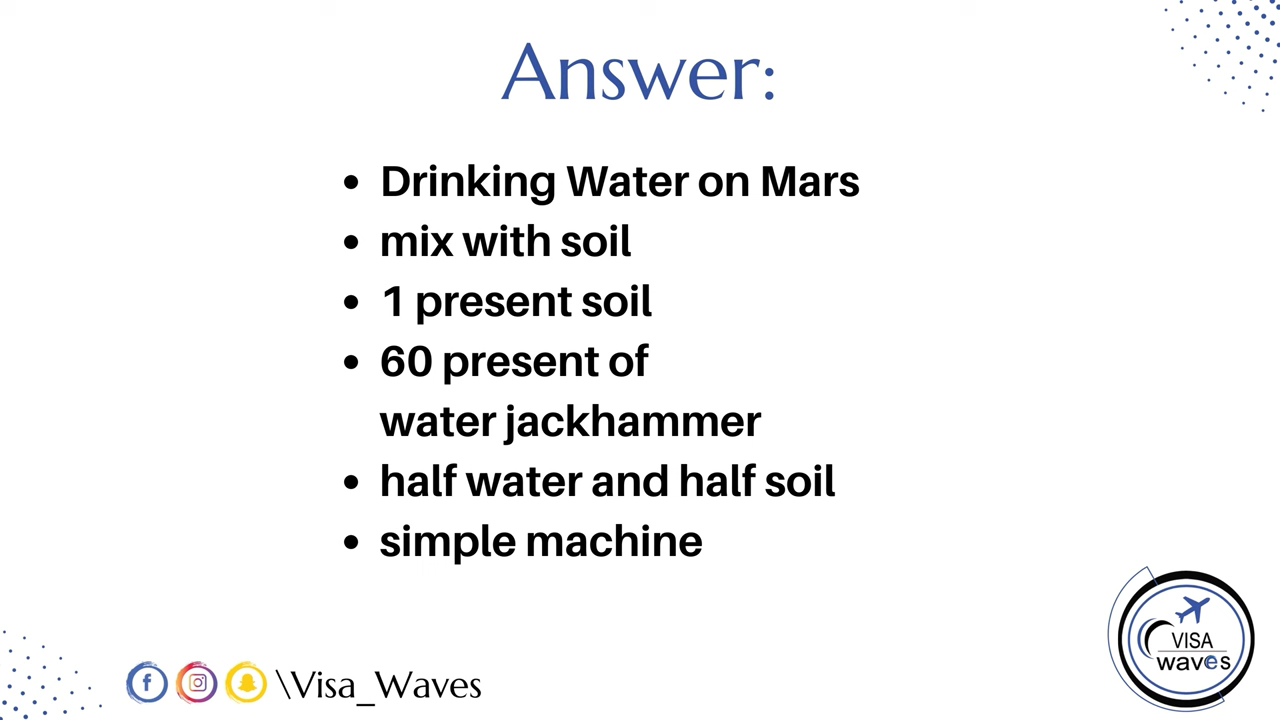 Answer:
• Drinking Water on Mars
• mix with soil
• 1 present soil
• 60 present of
water jackhammer
• half water and half soil
• simple machine
\Visa_Waves
VISA
waves